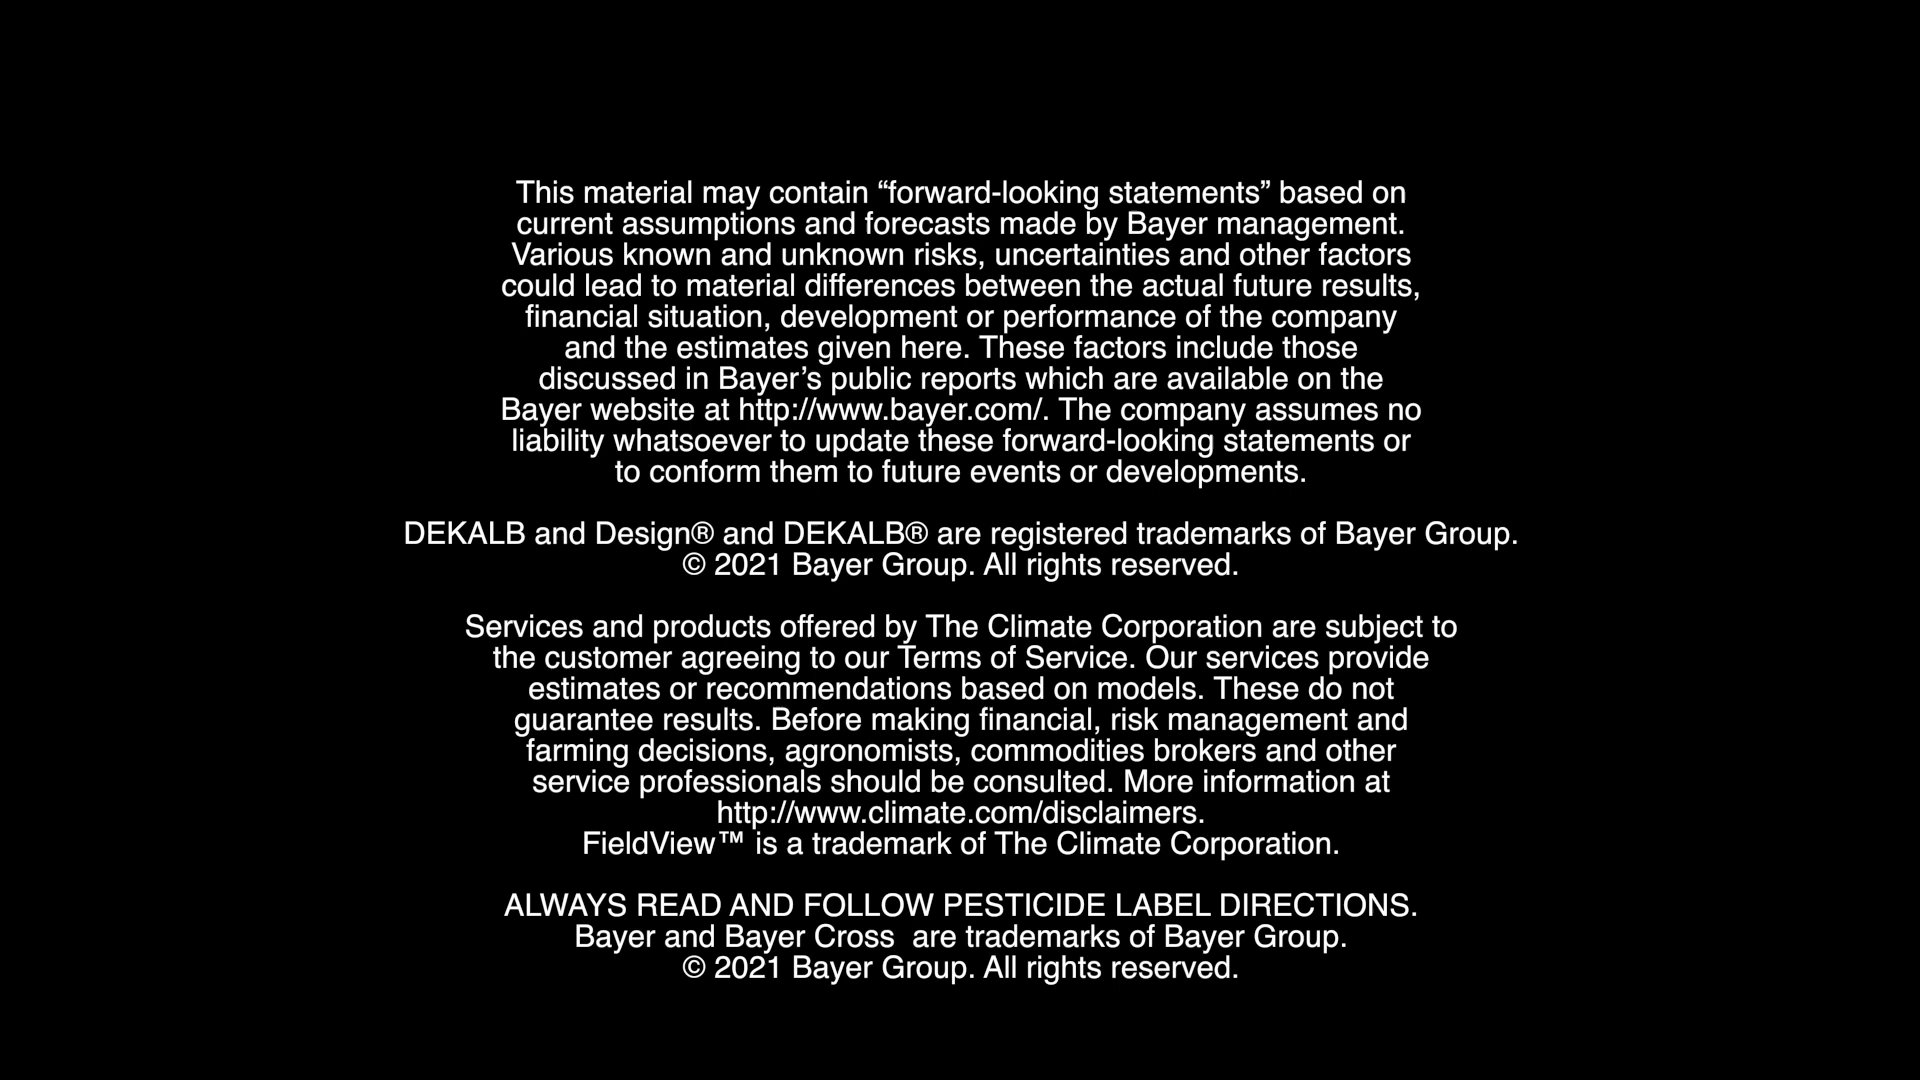 This material may contain “forward-looking statements” based on
current assumptions and forecasts made by Bayer management.
Various known and unknown risks, uncertainties and other factors
could lead to material differences between the actual future results,
financial situation, development or performance of the company
and the estimates given here. These factors include those
discussed in Bayer’s public reports which are available on the
Bayer website at http://www.bayer.com/. The company assumes no
liability whatsoever to update these forward-looking statements or
to conform them to future events or developments.
DEKALB and Design® and DEKALB® are registered trademarks of Bayer Group.
© 2021 Bayer Group. All rights reserved.
Services and products offered by The Climate Corporation are subject to
the customer agreeing to our Terms of Service. Our services provide
estimates or recommendations based on models. These do not
guarantee results. Before making financial, risk management and
farming decisions, agronomists, commodities brokers and other
service professionals should be consulted. More information at
http://www.climate.com/disclaimers.
FieldView™ is a trademark of The Climate Corporation.
ALWAYS READ AND FOLLOW PESTICIDE LABEL DIRECTIONS.
Bayer and Bayer Cross  are trademarks of Bayer Group.
© 2021 Bayer Group. All rights reserved.